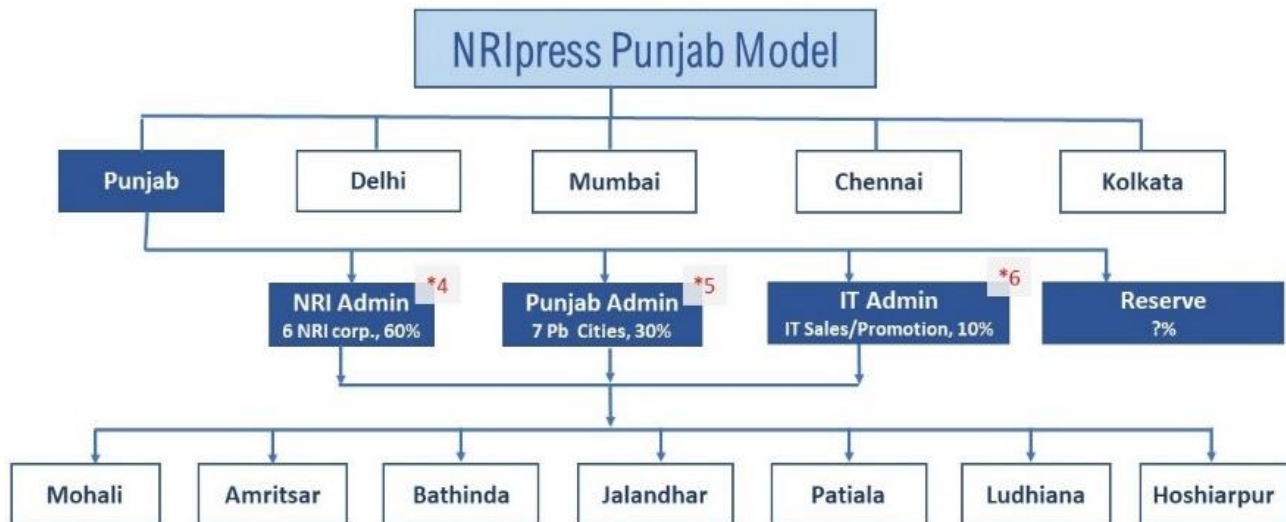 NRIpress Punjab Model
Punjab
Delhi
Mumbai
Chennai
Kolkata
NRI Admin
6 NRI corp., 60%
*4
Punjab Admin
7 Pb Cities, 30%
*5
IT Admin
IT Sales/Promotion, 10%
*6
Reserve
?%
Mohali
Amritsar
Bathinda
Jalandhar
Patiala
Ludhiana
Hoshiarpur